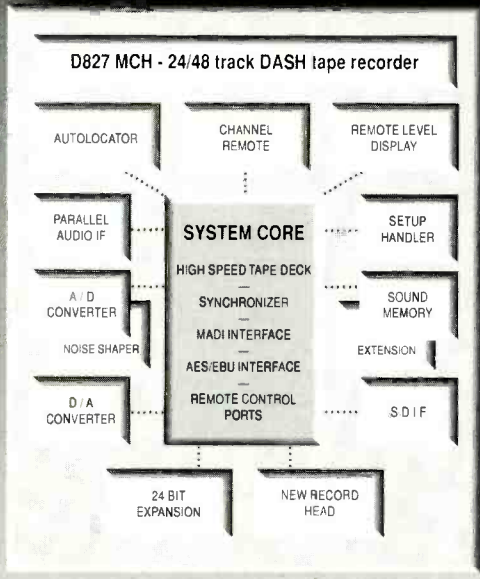 D827 MCH - 24/48 track DASH tape recorder
AUTOLOCATOR
CHANNEL
REMOTE
REMOTE LEVEL
DISPLAY
PARALLEL
AUDIO IF
SYSTEM CORE
HIGH SPEED TAPE DECK
SYNCHRONIZER
MADI INTERFACE
AES/EBU INTERFACE
REMOTE CONTROL
PORTS
SETUP
HANDLER
A / D
CONVERTER
NOISE SHAPER
SOUND
MEMORY
EXTENSION
D / A
CONVERTER
S D I F
24 BIT
EXPANSION
NEW RECORD
HEAD